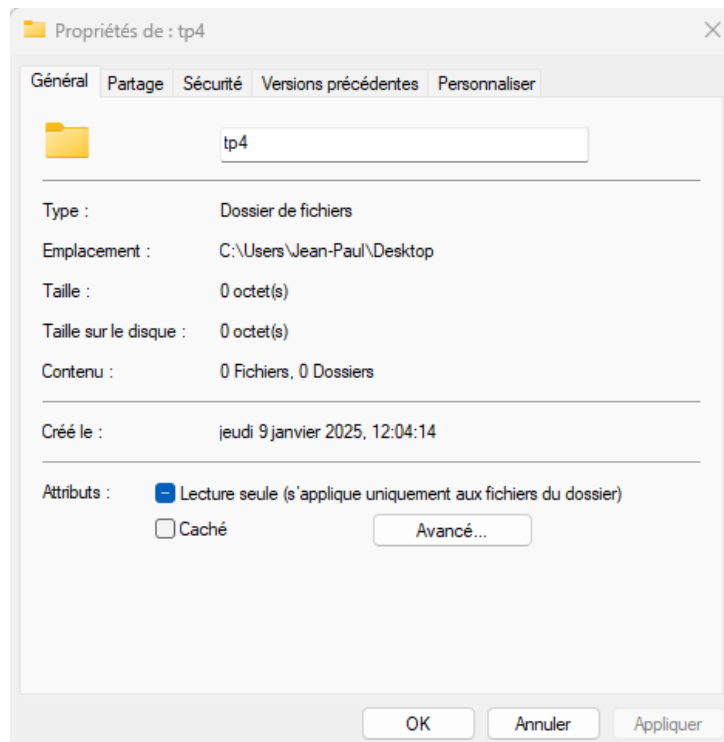 Propriétés de : tp4
Général Partage Sécurité Versions précédentes Personnaliser
tp4
Type : Dossier de fichiers
Emplacement : C:\Users\Jean-Paul\Desktop
Taille : 0 octet(s)
Taille sur le disque : 0 octet(s)
Contenu : 0 Fichiers, 0 Dossiers
Créé le : jeudi 9 janvier 2025, 12:04:14
Attributs : Lecture seule (s'applique uniquement aux fichiers du dossier)
Caché Avancé...
OK Annuler Appliquer